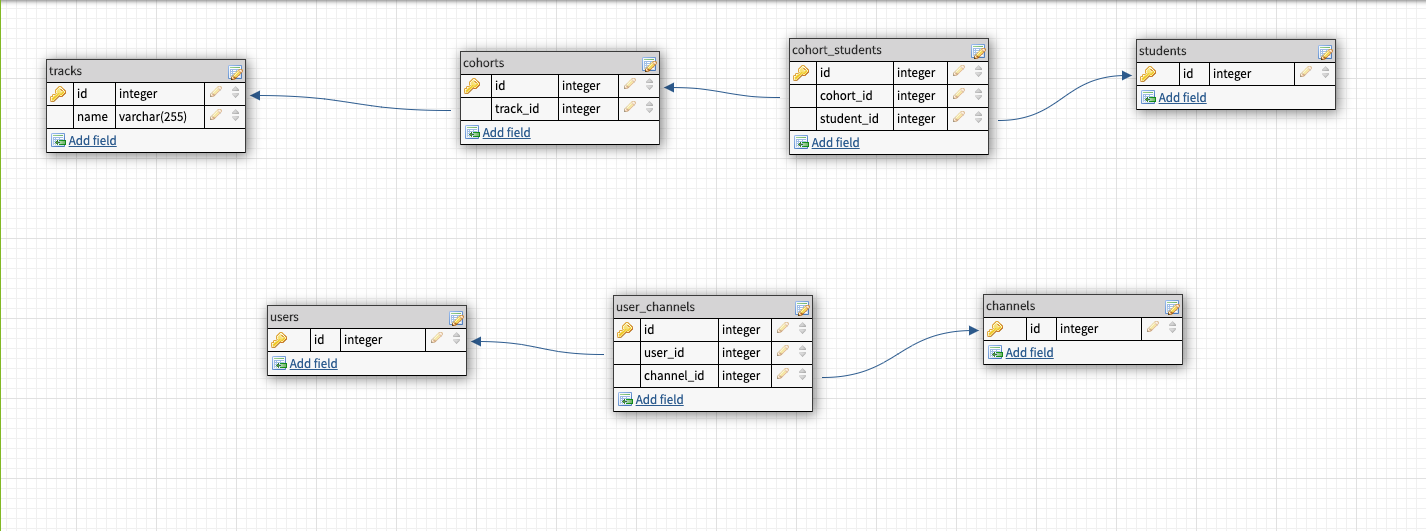 tracks
id integer
name varchar(255)
Add field
cohorts
id integer
track_id integer
Add field
cohort_students
id integer
cohort_id integer
student_id integer
Add field
students
id integer
Add field
users
id integer
Add field
user_channels
id integer
user_id integer
channel_id integer
Add field
channels
id integer
Add field